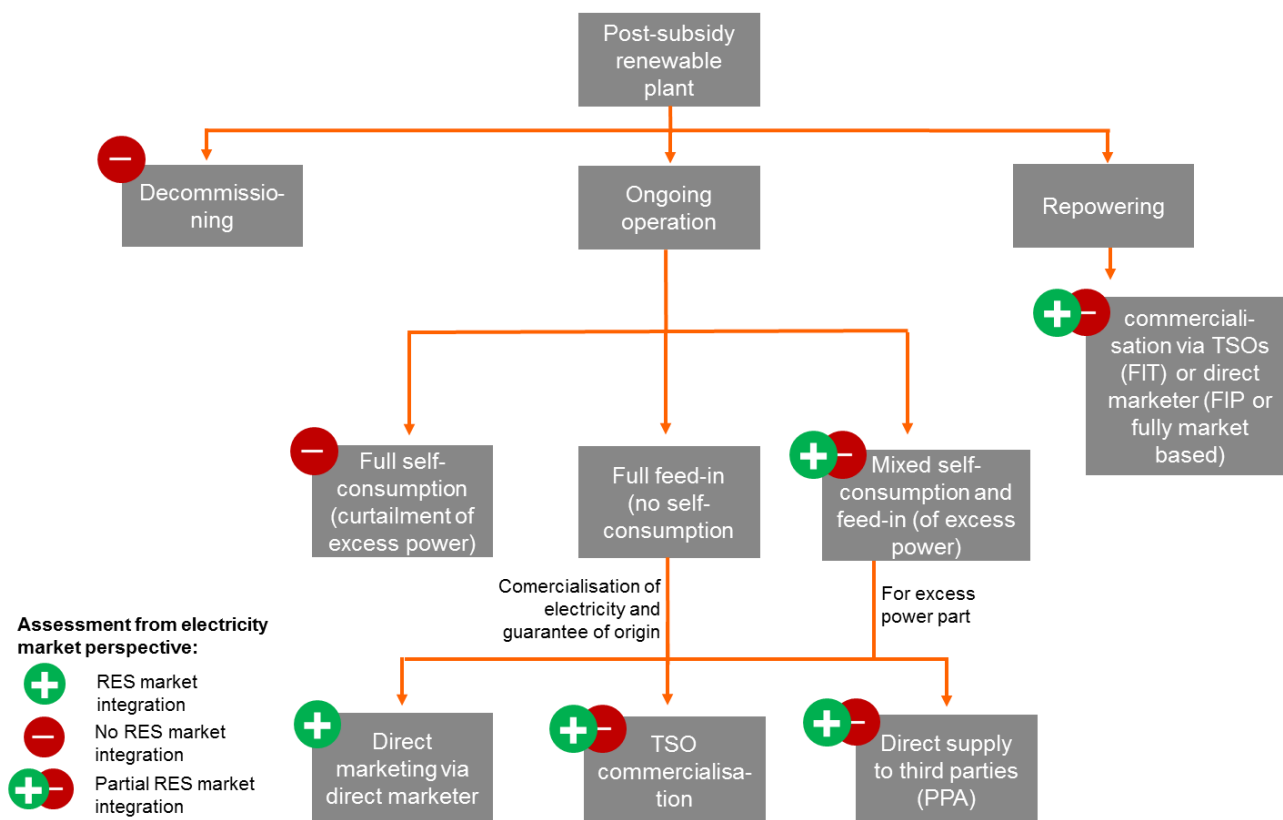 Post-subsidy
renewable
plant
Decommissio-
ning
Ongoing
operation
Repowering
commerciali-
sation via TSOs
(FIT) or direct
marketer (FIP or
fully market
based)
Full self-
consumption
(curtailment of
excess power)
Full feed-in
(no self-
consumption
Mixed self-
consumption and
feed-in (of excess
power)
Comercialisation of
electricity and
guarantee of origin
For excess
power part
Assessment from electricity
market perspective:
RES market
integration
No RES market
integration
Partial RES market
integration
Direct
marketing via
direct marketer
TSO
commercialisa-
tion
Direct supply
to third parties
(PPA)